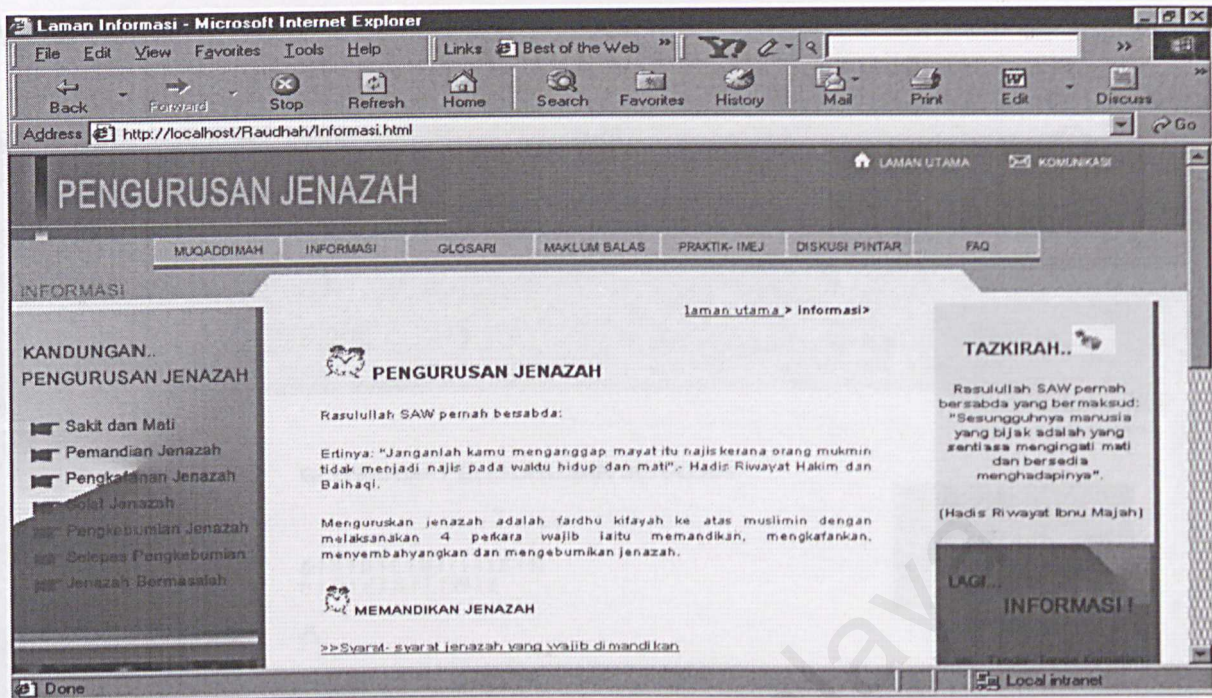 Laman Informasi - Microsoft Internet Explorer
File Edit View Favorites Tools Help Links Best of the Web »
Back Forward Stop Refresh Home Search Favorites History Mail Print Edit Discuss
Address http://localhost/Raudhah/Informasi.html Go
LAMAN UTAMA KOMUNIKASI
PENGURUSAN JENAZAH
MUQADDIMAH INFORMASI GLOSARI MAKLUM BALAS PRAKTIK- IMEJ DISKUSI PINTAR FAQ
INFORMASI
KANDUNGAN..
PENGURUSAN JENAZAH
Sakit dan Mati
Pemandian Jenazah
Pengkafanan Jenazah
Solat Jenazah
Pengkebumian Jenazah
Selepas Pengkebumian
Jenazah Bermasalah
laman utama > Informasi>
PENGURUSAN JENAZAH
Rasulullah SAW pernah bersabda:
Ertinya: "Janganlah kamu menganggap mayat itu najis kerana orang mukmin
tidak menjadi najis pada waktu hidup dan mati".- Hadis Riwayat Hakim dan
Baihaqi.
Menguruskan jenazah adalah fardhu kifayah ke atas muslimin dengan
melaksanakan 4 perkara wajib iaitu memandikan, mengkafankan,
menyembahyangkan dan mengebumikan jenazah.
MEMANDIKAN JENAZAH
>>Syarat- syarat jenazah yang wajib dimandikan
TAZKIRAH..
Rasulullah SAW pernah
bersabda yang bermaksud:
"Sesungguhnya manusia
yang bijak adalah yang
sentiasa mengingati mati
dan bersedia
menghadapinya".
(Hadis Riwayat Ibnu Majah)
LAGI...
INFORMASI !
Done Local intranet